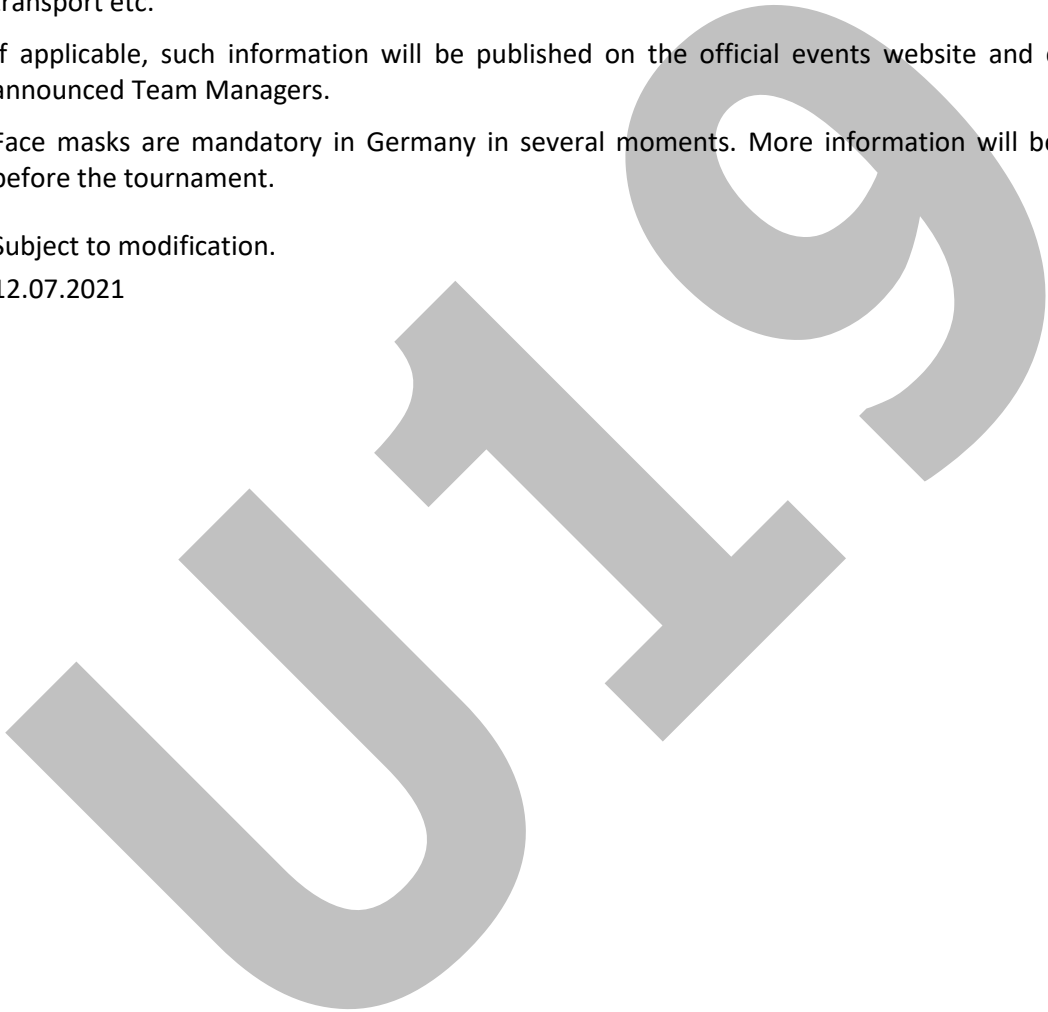 transport etc.
If applicable, such information will be published on the official events website and
announced Team Managers.
Face masks are mandatory in Germany in several moments. More information will be
before the tournament.
Subject to modification.
12.07.2021
U19